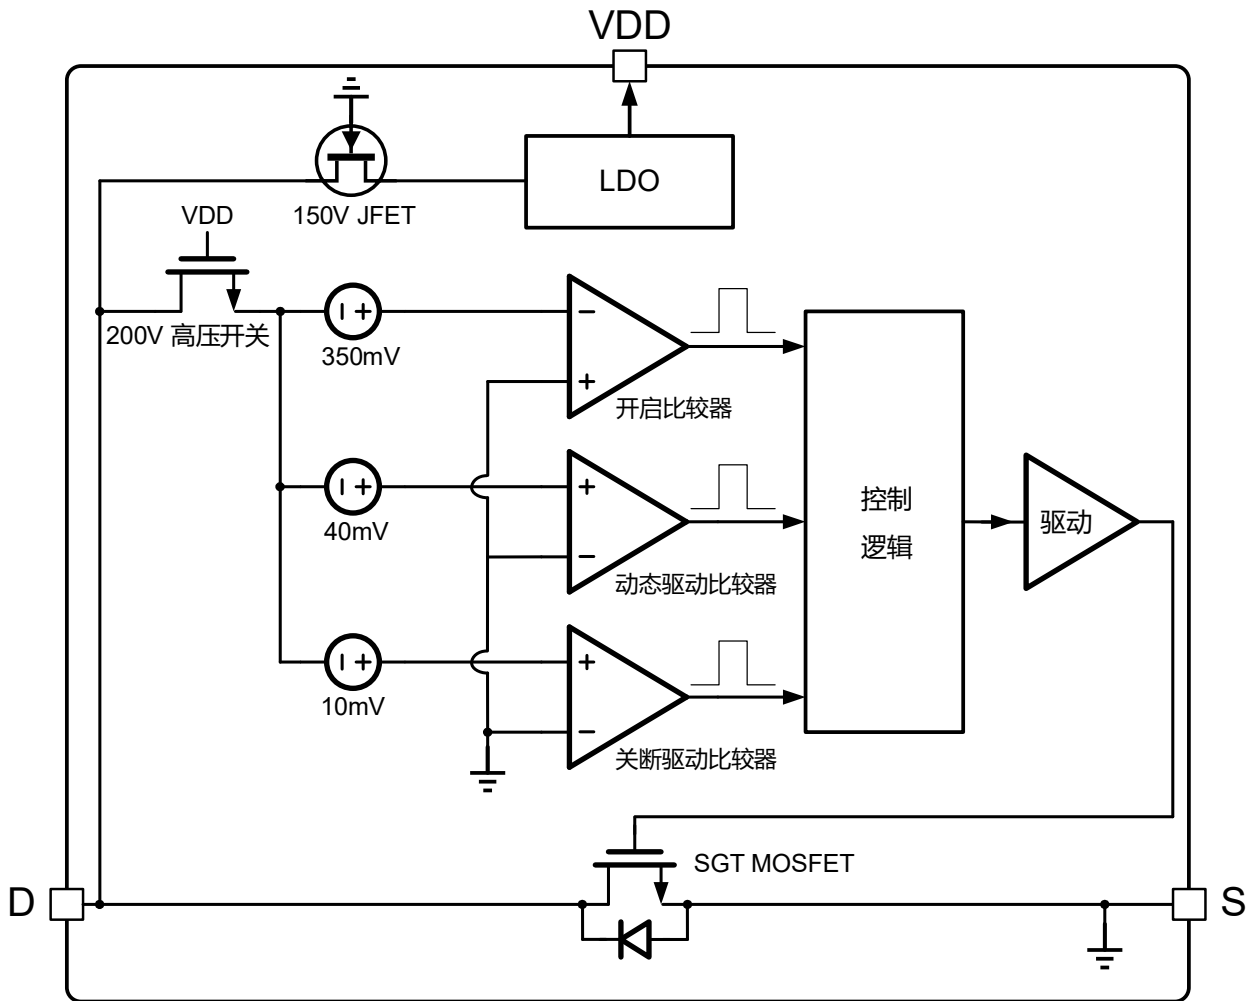 VDD
LDO
150V JFET
VDD
200V 高压开关
350mV
开启比较器
40mV
动态驱动比较器
控制
逻辑
驱动
10mV
关断驱动比较器
SGT MOSFET
D
S